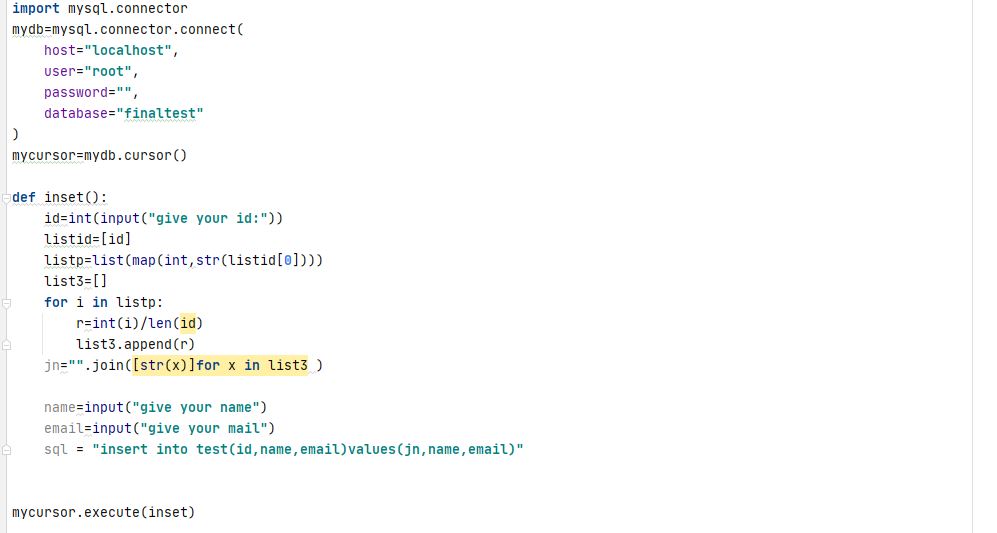 import mysql.connector
mydb=mysql.connector.connect(
    host="localhost",
    user="root",
    password="",
    database="finaltest"
)
mycursor=mydb.cursor()
def inset():
    id=int(input("give your id:"))
    listid=[id]
    listp=list(map(int,str(listid[0])))
    list3=[]
    for i in listp:
        r=int(i)/len(id)
        list3.append(r)
    jn="".join([str(x)]for x in list3 )
    name=input("give your name")
    email=input("give your mail")
    sql = "insert into test(id,name,email)values(jn,name,email)"
mycursor.execute(inset)